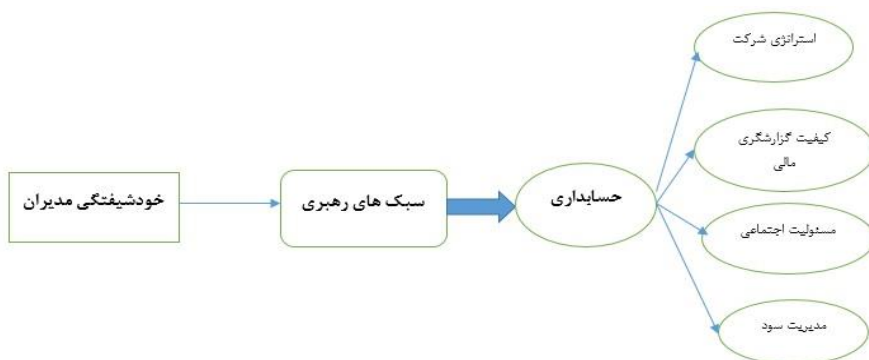 استراتژی شرکت
کیفیت گزارشگری
مالی
خودشیفتگی مدیران
سبک های رهبری
حسابداری
مسئولیت اجتماعی
مدیریت سود